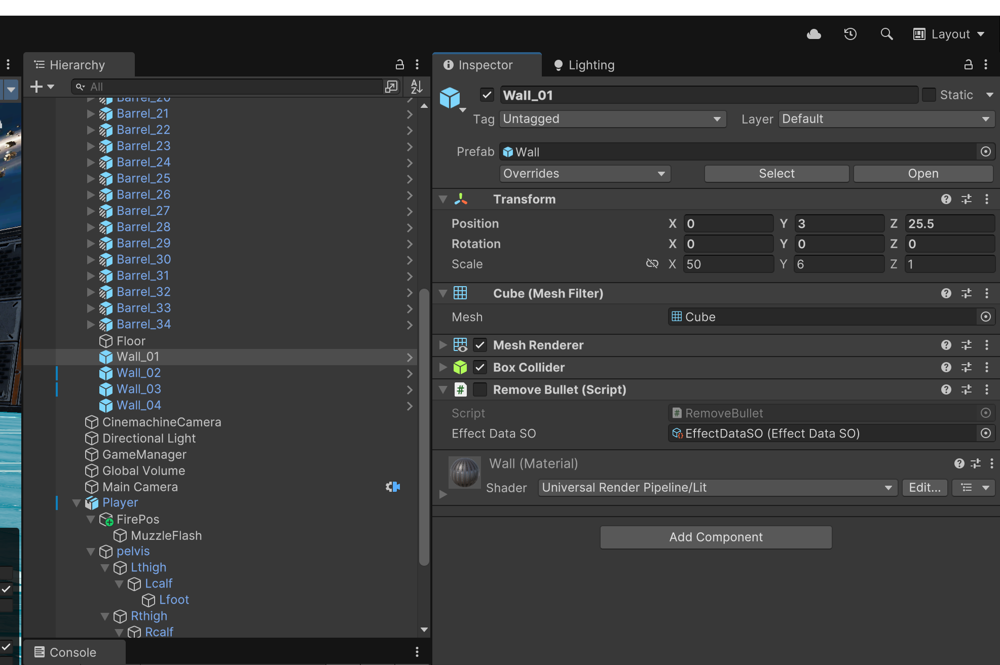 Layout
Hierarchy
All
Barrel_20
Barrel_21
Barrel_22
Barrel_23
Barrel_24
Barrel_25
Barrel_26
Barrel_27
Barrel_28
Barrel_29
Barrel_30
Barrel_31
Barrel_32
Barrel_33
Barrel_34
Floor
Wall_01
Wall_02
Wall_03
Wall_04
CinemachineCamera
Directional Light
GameManager
Global Volume
Main Camera
Player
FirePos
MuzzleFlash
pelvis
Lthigh
Lcalf
Lfoot
Rthigh
Rcalf
Console
Inspector Lighting
Wall_01 Static
Tag Untagged Layer Default
Prefab Wall
Overrides Select Open
Transform
Position X 0 Y 3 Z 25.5
Rotation X 0 Y 0 Z 0
Scale X 50 Y 6 Z 1
Cube (Mesh Filter)
Mesh Cube
Mesh Renderer
Box Collider
# Remove Bullet (Script)
Script # RemoveBullet
Effect Data SO EffectDataSO (Effect Data SO)
Wall (Material)
Shader Universal Render Pipeline/Lit Edit...
Add Component